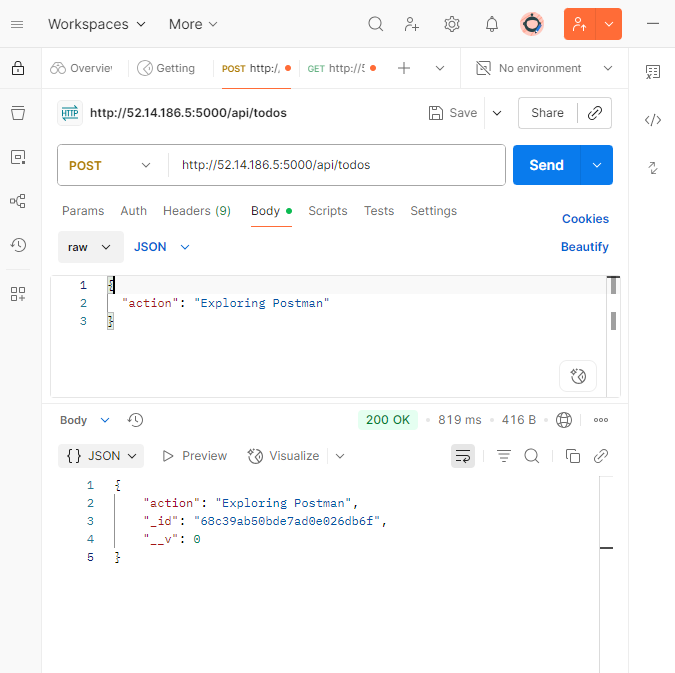 Workspaces More
Overvie Getting POST http:/, GET http://5 No environment
HTTP http://52.14.186.5:5000/api/todos Save Share
POST http://52.14.186.5:5000/api/todos Send
Params Auth Headers (9) Body Scripts Tests Settings Cookies
raw JSON Beautify
1 {
2 "action": "Exploring Postman"
3 }
Body 200 OK 819 ms 416 B
{} JSON Preview Visualize
1 {
2 "action": "Exploring Postman",
3 "_id": "68c39ab50bde7ad0e026db6f",
4 "__v": 0
5 }